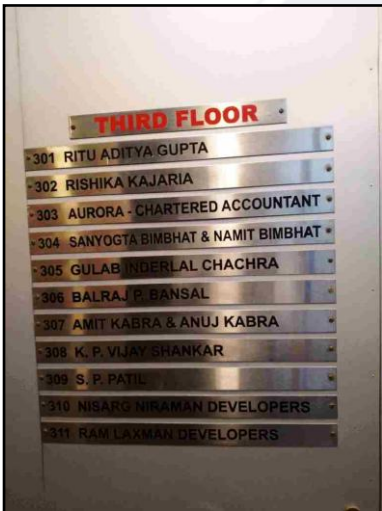 THIRD FLOOR
301 RITU ADITYA GUPTA
302 RISHIKA KAJARIA
303 AURORA - CHARTERED ACCOUNTANT
304 SANYOGTA BIMBHAT & NAMIT BIMBHAT
305 GULAB INDERLAL CHACHRA
306 BALRAJ P. BANSAL
307 AMIT KABRA & ANUJ KABRA
308 K. P. VIJAY SHANKAR
309 S. P. PATIL
310 NISARG NIRAMAN DEVELOPERS
311 RAM LAXMAN DEVELOPERS